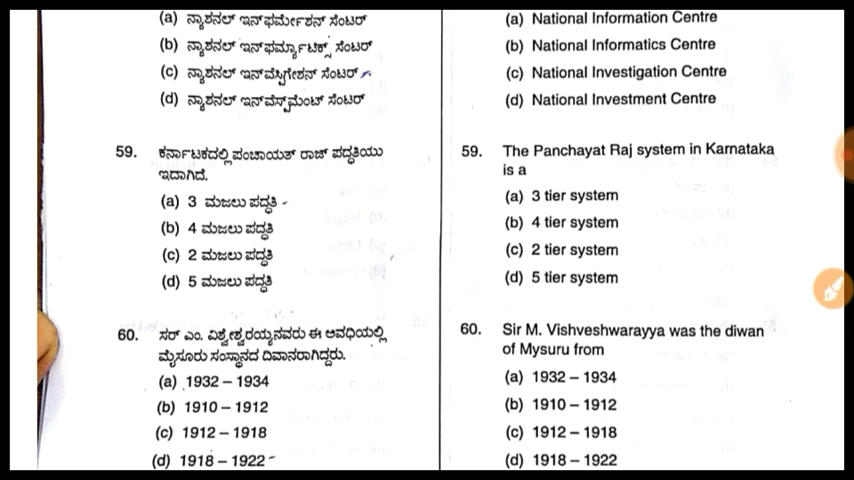 (a) ನ್ಯಾಶನಲ್ ಇನ್‌ಫರ್ಮೇಶನ್ ಸೆಂಟರ್
(b) ನ್ಯಾಶನಲ್ ಇನ್‌ಫರ್ಮ್ಯಾಟಿಕ್ಸ್ ಸೆಂಟರ್
(c) ನ್ಯಾಶನಲ್ ಇನ್‌ವೆಸ್ಟಿಗೇಶನ್ ಸೆಂಟರ್
(d) ನ್ಯಾಶನಲ್ ಇನ್‌ವೆಸ್ಟ್‌ಮೆಂಟ್ ಸೆಂಟರ್
59. ಕರ್ನಾಟಕದಲ್ಲಿ ಪಂಚಾಯತ್ ರಾಜ್ ಪದ್ಧತಿಯು
ಇದಾಗಿದೆ.
(a) 3 ಮಜಲು ಪದ್ಧತಿ
(b) 4 ಮಜಲು ಪದ್ಧತಿ
(c) 2 ಮಜಲು ಪದ್ಧತಿ
(d) 5 ಮಜಲು ಪದ್ಧತಿ
60. ಸರ್ ಎಂ. ವಿಶ್ವೇಶ್ವರಯ್ಯನವರು ಈ ಅವಧಿಯಲ್ಲಿ
ಮೈಸೂರು ಸಂಸ್ಥಾನದ ದಿವಾನರಾಗಿದ್ದರು.
(a) 1932 – 1934
(b) 1910 – 1912
(c) 1912 – 1918
(d) 1918 – 1922
(a) National Information Centre
(b) National Informatics Centre
(c) National Investigation Centre
(d) National Investment Centre
59. The Panchayat Raj system in Karnataka
is a
(a) 3 tier system
(b) 4 tier system
(c) 2 tier system
(d) 5 tier system
60. Sir M. Vishveshwarayya was the diwan
of Mysuru from
(a) 1932 – 1934
(b) 1910 – 1912
(c) 1912 – 1918
(d) 1918 – 1922